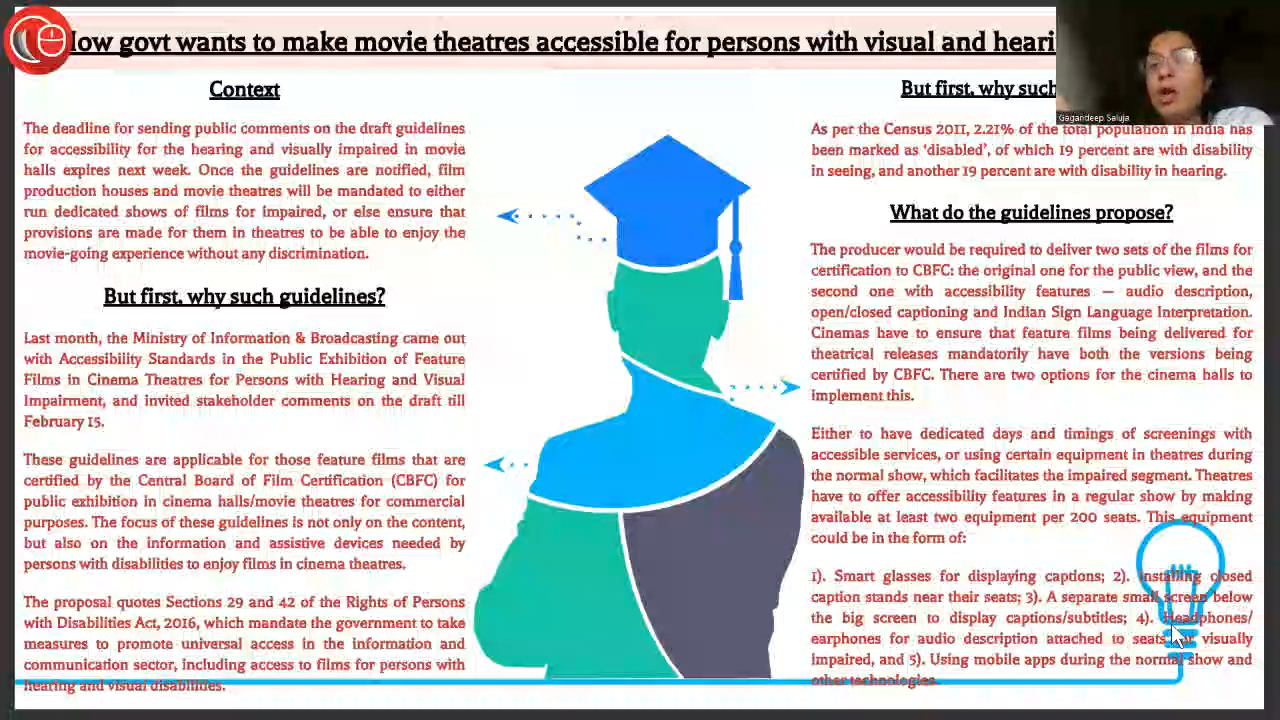 How govt wants to make movie theatres accessible for persons with visual and
Context
The deadline for sending public comments on the draft guidelines
for accessibility for the hearing and visually impaired in movie
halls expires next week. Once the guidelines are notified, film
production houses and movie theatres will be mandated to either
run dedicated shows of films for impaired, or else ensure that
provisions are made for them in theatres to be able to enjoy the
movie-going experience without any discrimination.
But first, why such guidelines?
Last month, the Ministry of Information & Broadcasting came out
with Accessibility Standards in the Public Exhibition of Feature
Films in Cinema Theatres for Persons with Hearing and Visual
Impairment, and invited stakeholder comments on the draft till
February 15.
These guidelines are applicable for those feature films that are
certified by the Central Board of Film Certification (CBFC) for
public exhibition in cinema halls/movie theatres for commercial
purposes. The focus of these guidelines is not only on the content,
but also on the information and assistive devices needed by
persons with disabilities to enjoy films in cinema theatres.
The proposal quotes Sections 29 and 42 of the Rights of Persons
with Disabilities Act, 2016, which mandate the government to take
measures to promote universal access in the information and
communication sector, including access to films for persons with
hearing and visual disabilities.
But first, why such
Gagandeep Saluja
As per the Census 2011, 2.21% of the total population in India has
been marked as ‘disabled’, of which 19 percent are with disability
in seeing, and another 19 percent are with disability in hearing.
What do the guidelines propose?
The producer would be required to deliver two sets of the films for
certification to CBFC: the original one for the public view, and the
second one with accessibility features — audio description,
open/closed captioning and Indian Sign Language Interpretation.
Cinemas have to ensure that feature films being delivered for
theatrical releases mandatorily have both the versions being
certified by CBFC. There are two options for the cinema halls to
implement this.
Either to have dedicated days and timings of screenings with
accessible services, or using certain equipment in theatres during
the normal show, which facilitates the impaired segment. Theatres
have to offer accessibility features in a regular show by making
available at least two equipment per 200 seats. This equipment
could be in the form of:
1). Smart glasses for displaying captions; 2). Installing closed
caption stands near their seats; 3). A separate small screen below
the big screen to display captions/subtitles; 4). Headphones/
earphones for audio description attached to seats for visually
impaired, and 5). Using mobile apps during the normal show and
other technologies.